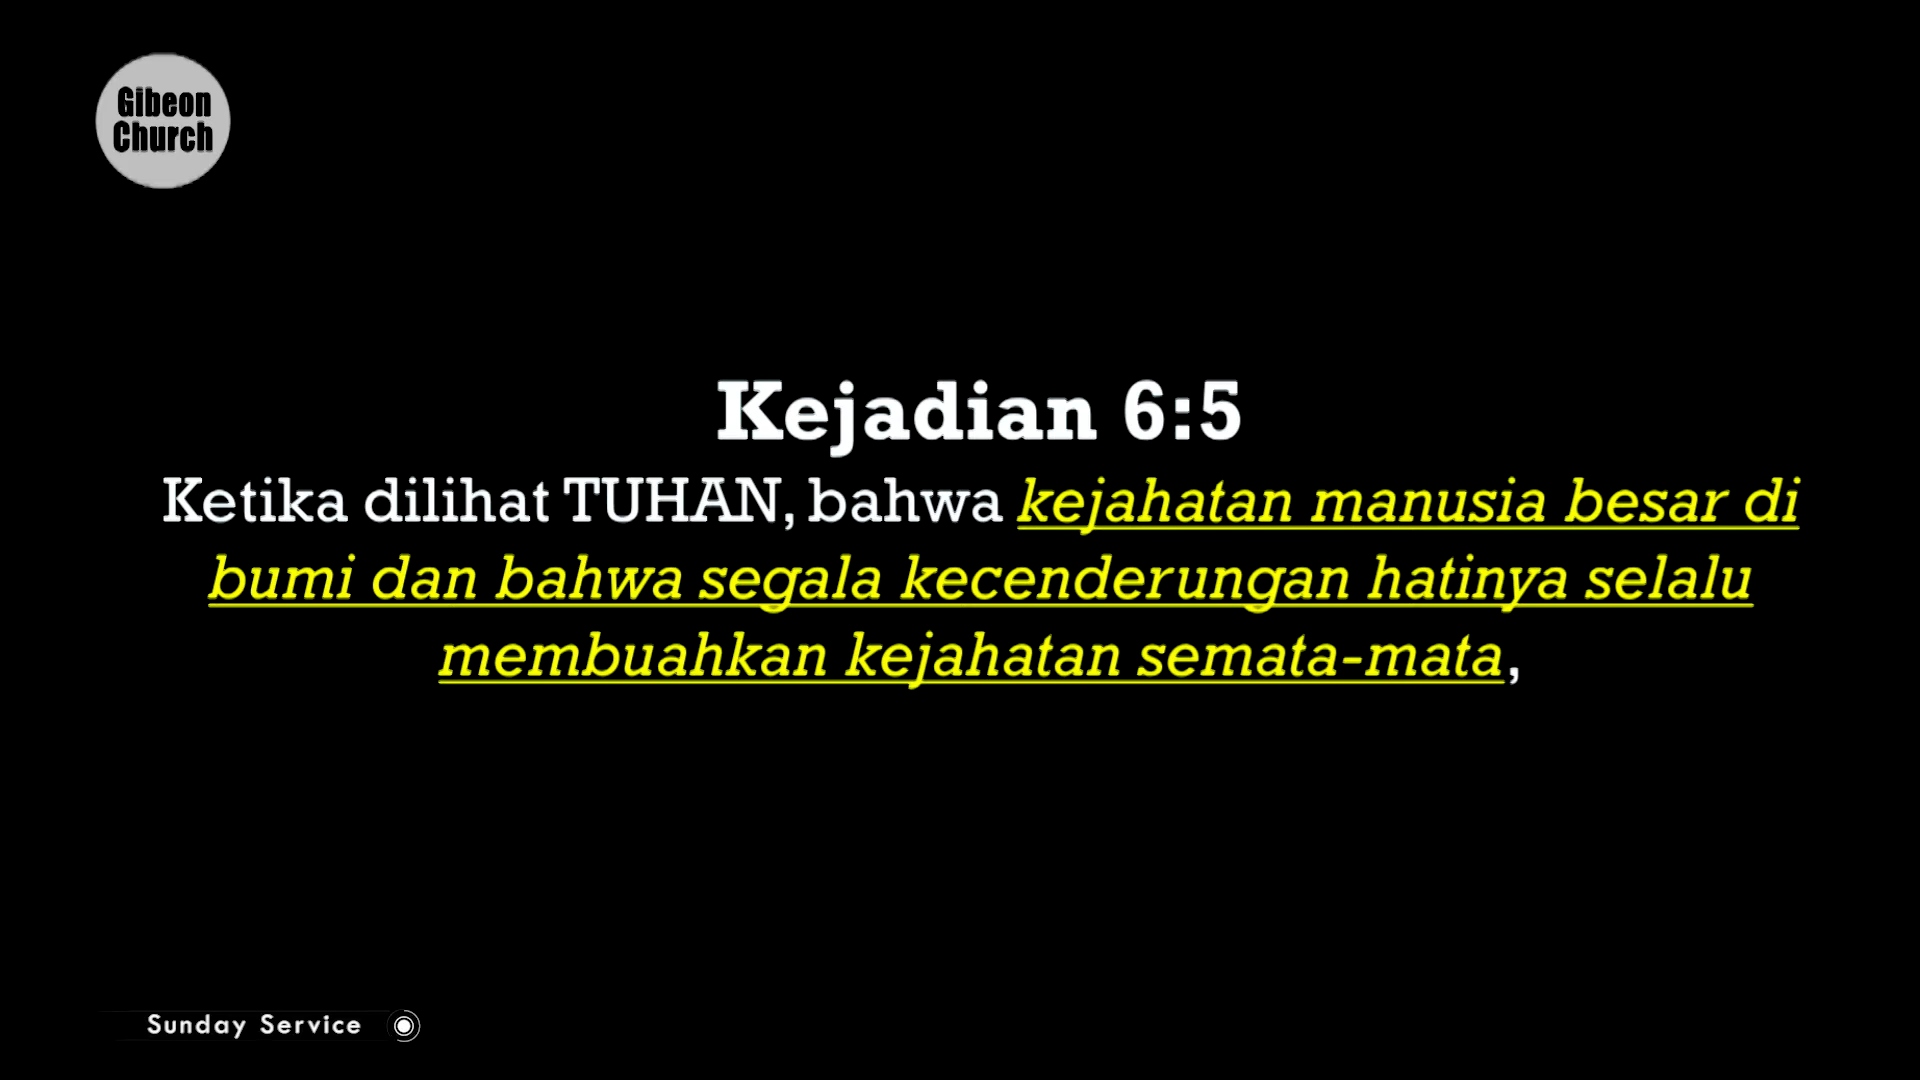 Gibeon
Church
Kejadian 6:5
Ketika dilihat TUHAN, bahwa kejahatan manusia besar di
bumi dan bahwa segala kecenderungan hatinya selalu
membuahkan kejahatan semata-mata,
Sunday Service